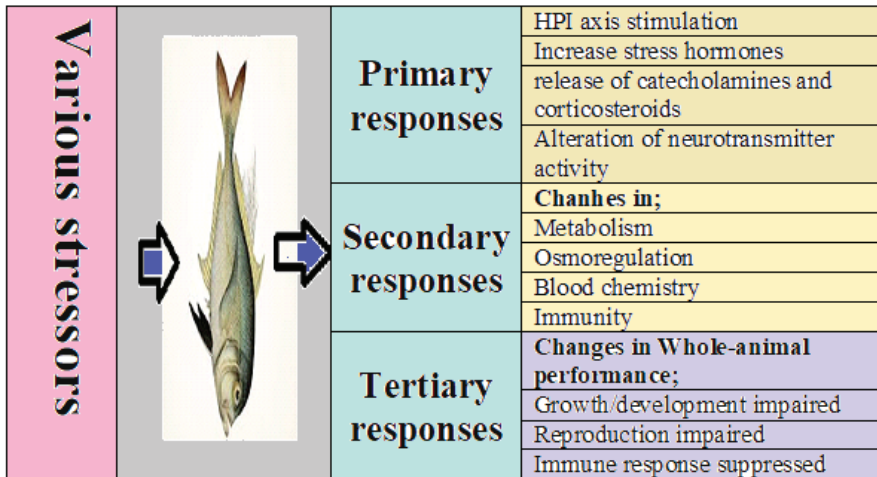 Various stressors
Primary
responses
HPI axis stimulation
Increase stress hormones
release of catecholamines and
corticosteroids
Alteration of neurotransmitter
activity
Secondary
responses
Chanhes in;
Metabolism
Osmoregulation
Blood chemistry
Immunity
Tertiary
responses
Changes in Whole-animal
performance;
Growth/development impaired
Reproduction impaired
Immune response suppressed